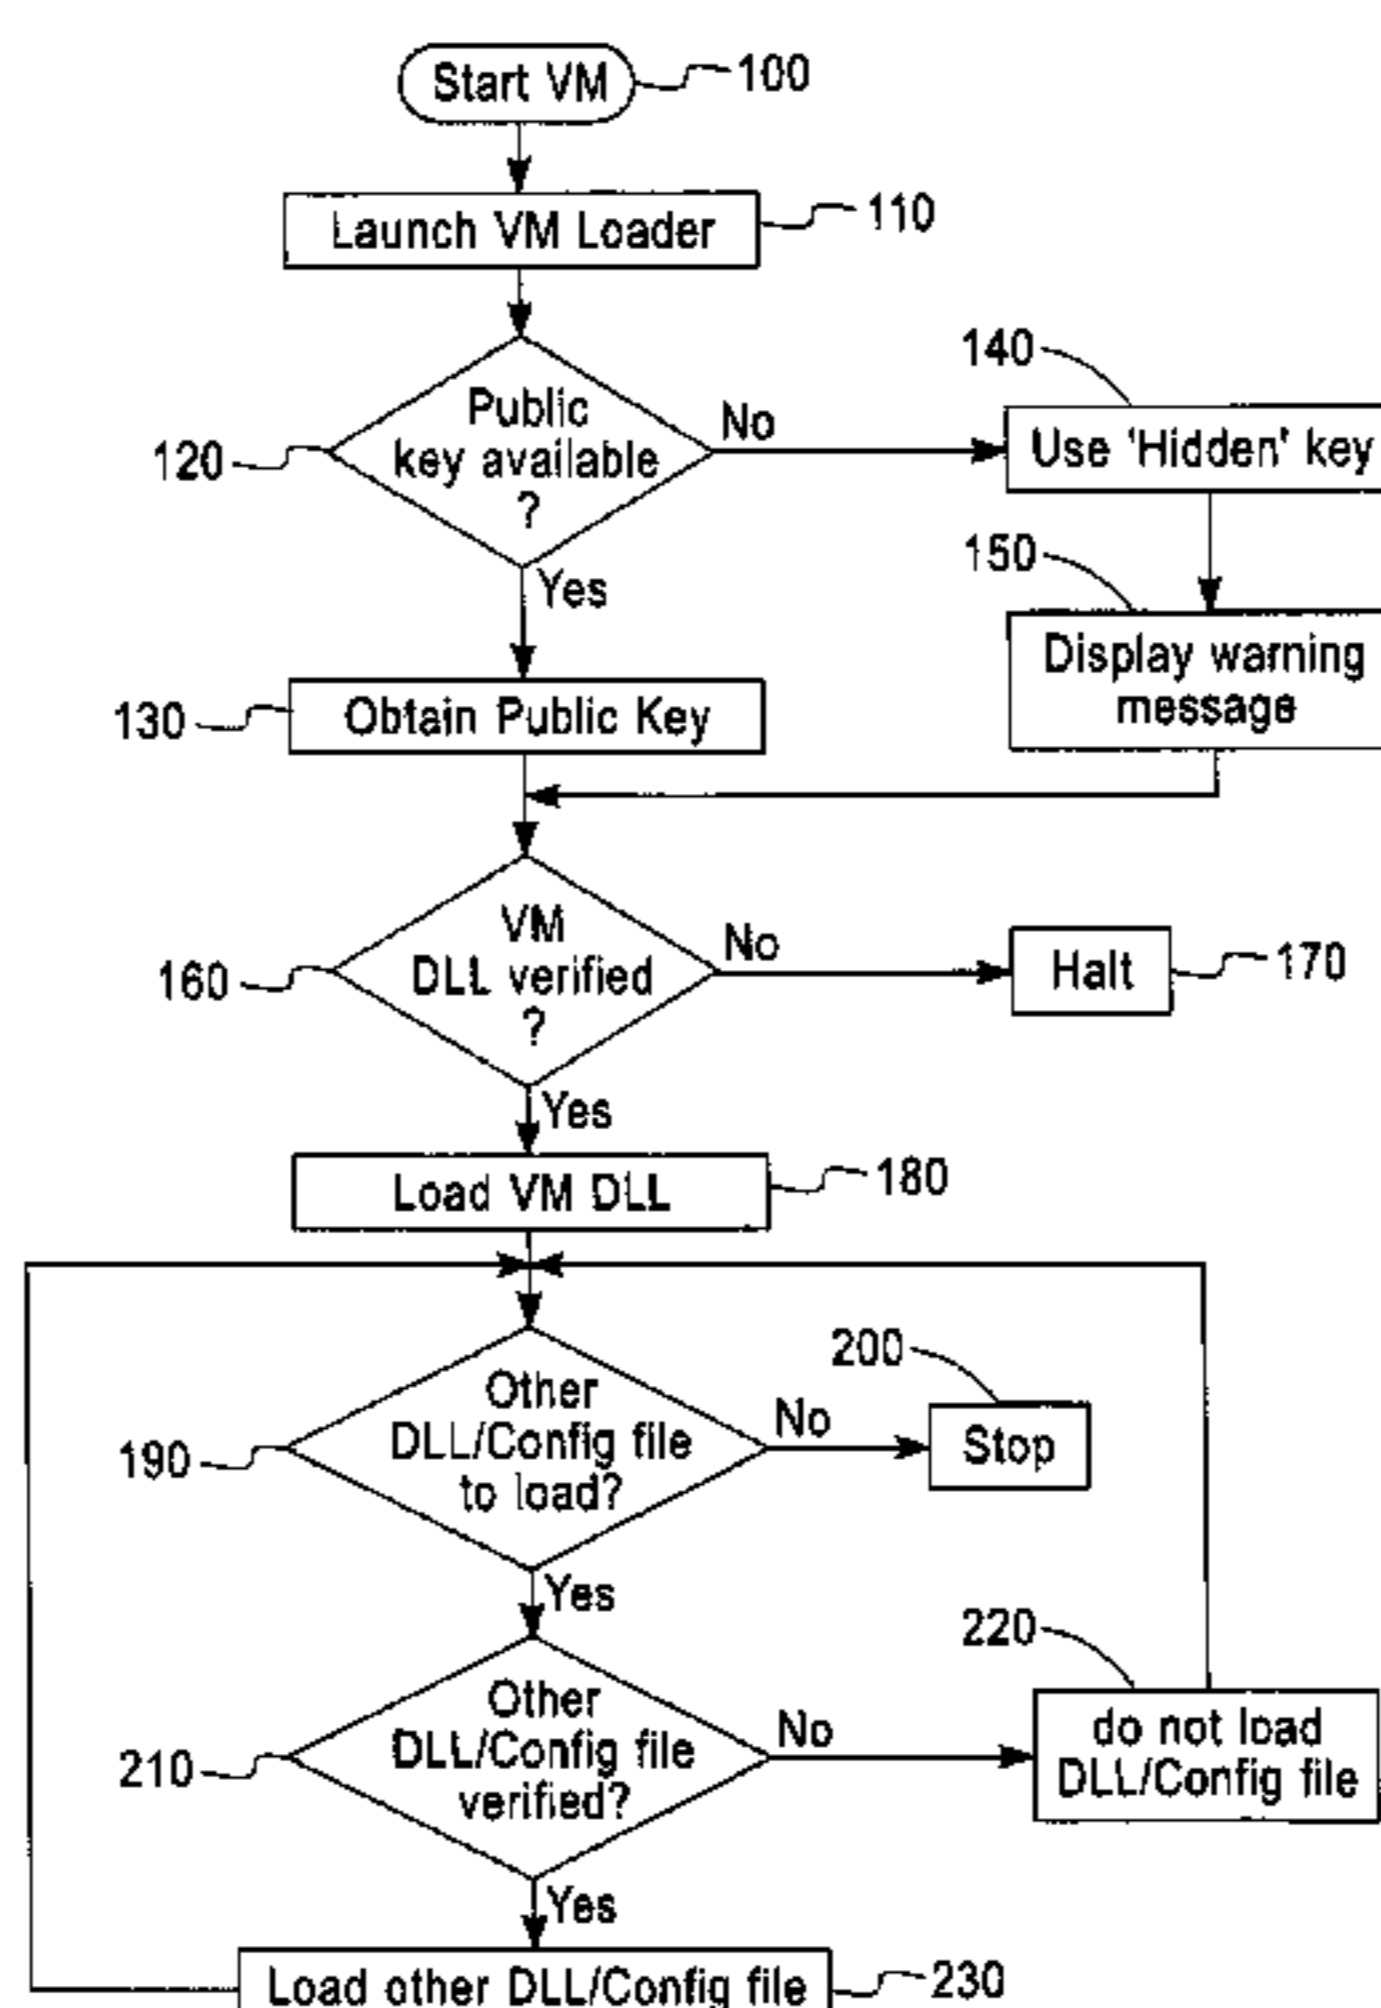 Start VM
100
Launch VM Loader
110
Public
key available
?
120
No
140
Use 'Hidden' key
Yes
150
Display warning
message
130
Obtain Public Key
VM
DLL verified
?
160
No
Halt
170
Yes
Load VM DLL
180
Other
DLL/Config file
to load?
190
No
200
Stop
Yes
Other
DLL/Config file
verified?
210
No
220
do not load
DLL/Config file
Yes
Load other DLL/Config file
230